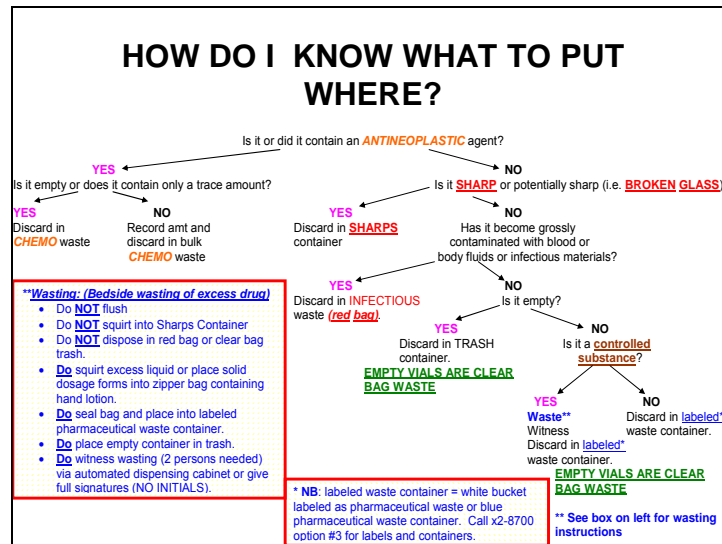 HOW DO I  KNOW WHAT TO PUT
WHERE?
Is it or did it contain an ANTINEOPLASTIC agent?
YES
NO
Is it empty or does it contain only a trace amount?
Is it SHARP or potentially sharp (i.e. BROKEN GLASS)
YES
Discard in
CHEMO waste
NO
Record amt and
discard in bulk
CHEMO waste
YES
Discard in SHARPS
container
NO
Has it become grossly
contaminated with blood or
body fluids or infectious materials?
YES
Discard in INFECTIOUS
waste (red bag).
NO
Is it empty?
YES
Discard in TRASH
container.
EMPTY VIALS ARE CLEAR
BAG WASTE
NO
Is it a controlled
substance?
YES
Waste**
Witness
Discard in labeled*
waste container.
NO
Discard in labeled*
waste container.
EMPTY VIALS ARE CLEAR
BAG WASTE
**Wasting: (Bedside wasting of excess drug)
• Do NOT flush
• Do NOT squirt into Sharps Container
• Do NOT dispose in red bag or clear bag
trash.
• Do squirt excess liquid or place solid
dosage forms into zipper bag containing
hand lotion.
• Do seal bag and place into labeled
pharmaceutical waste container.
• Do place empty container in trash.
• Do witness wasting (2 persons needed)
via automated dispensing cabinet or give
full signatures (NO INITIALS).
* NB: labeled waste container = white bucket
labeled as pharmaceutical waste or blue
pharmaceutical waste container.  Call x2-8700
option #3 for labels and containers.
** See box on left for wasting
instructions